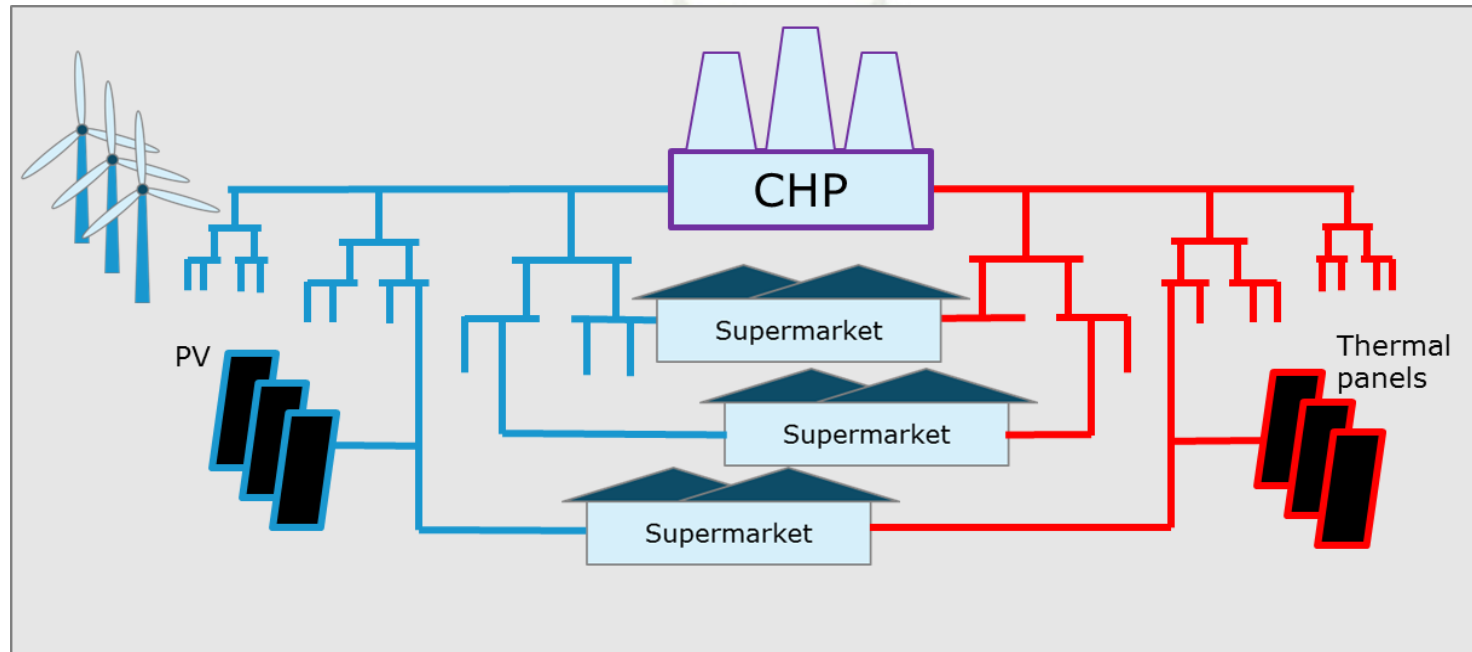 CHP
Supermarket
PV
Thermal
panels
Supermarket
Supermarket